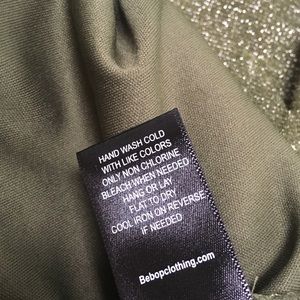 HAND WASH COLD
WITH LIKE COLORS
ONLY NON CHLORINE
BLEACH WHEN NEEDED
HANG OR LAY
FLAT TO DRY
COOL IRON ON REVERSE
IF NEEDED
Bebopclothing.com